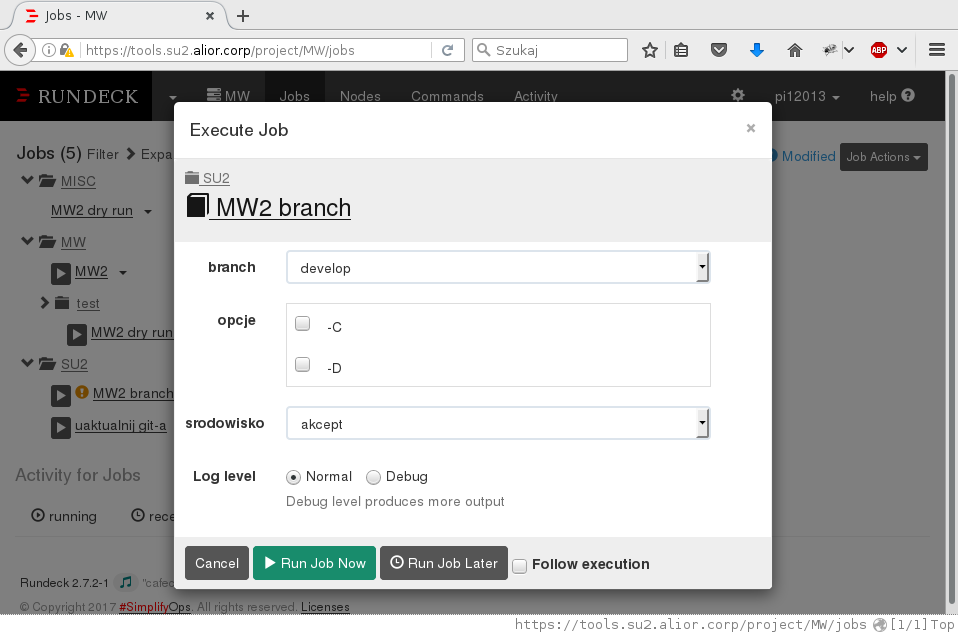 Jobs - MW
https://tools.su2.alior.corp/project/MW/jobs
Szukaj
ABP
RUNDECK
MW
Jobs
Nodes
Commands
Activity
pi12013
help
Execute Job
×
Jobs (5) Filter > Expa
Modified
Job Actions
MISC
MW2 dry run
MW
MW2
test
MW2 dry run
SU2
MW2 branch
uaktualnij git-a
Activity for Jobs
running
rece
SU2
MW2 branch
branch
develop
opcje
-C
-D
srodowisko
akcept
Log level
Normal
Debug
Debug level produces more output
Cancel
Run Job Now
Run Job Later
Follow execution
Rundeck 2.7.2-1
"cafec
© Copyright 2017 #SimplifyOps. All rights reserved. Licenses
https://tools.su2.alior.corp/project/MW/jobs [1/1] Top